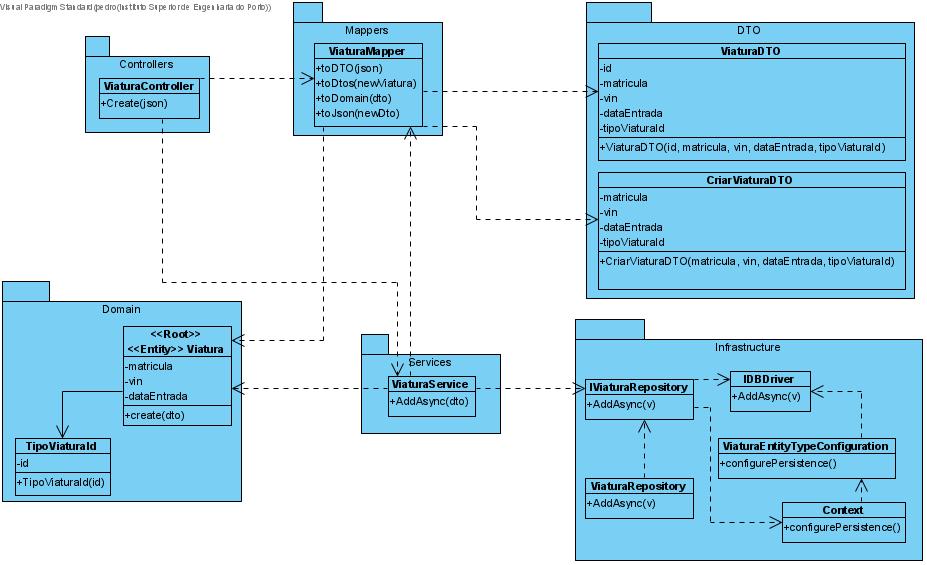 Visual Paradigm Standard(pedro(Instituto Superior de Engenharia do Porto))
Controllers
ViaturaController
+Create(json)
Mappers
ViaturaMapper
+toDTO(json)
+toDtos(newViatura)
+toDomain(dto)
+toJson(newDto)
DTO
ViaturaDTO
-id
-matricula
-vin
-dataEntrada
-tipoViaturaId
+ViaturaDTO(id, matricula, vin, dataEntrada, tipoViaturaId)
CriarViaturaDTO
-matricula
-vin
-dataEntrada
-tipoViaturaId
+CriarViaturaDTO(matricula, vin, dataEntrada, tipoViaturaId)
Domain
<<Root>>
<<Entity>> Viatura
-matricula
-vin
-dataEntrada
+create(dto)
TipoViaturaId
-id
+TipoViaturaId(id)
Services
ViaturaService
+AddAsync(dto)
Infrastructure
IViaturaRepository
+AddAsync(v)
IDBDriver
+AddAsync(v)
ViaturaEntityTypeConfiguration
+configurePersistence()
ViaturaRepository
+AddAsync(v)
Context
+configurePersistence()